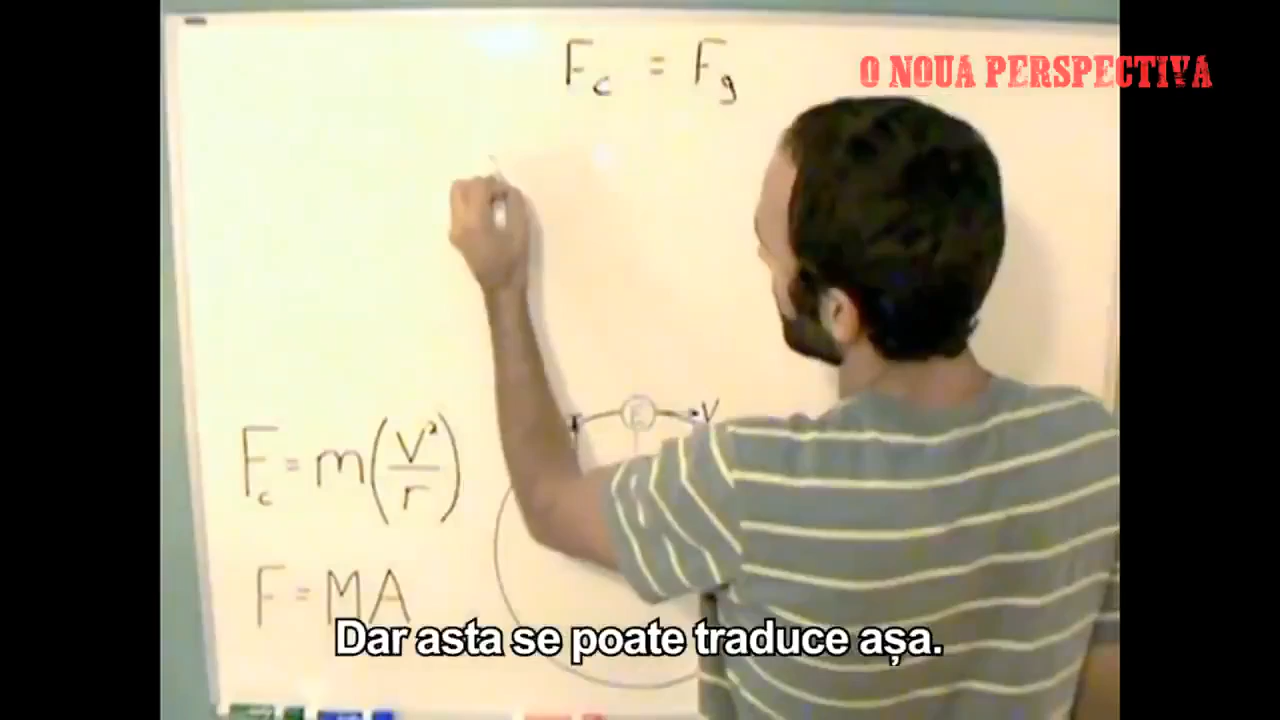 F_c = F_g
O NOUA PERSPECTIVA
E
V
F_c = m(V²/r)
F = MA
Dar asta se poate traduce așa.